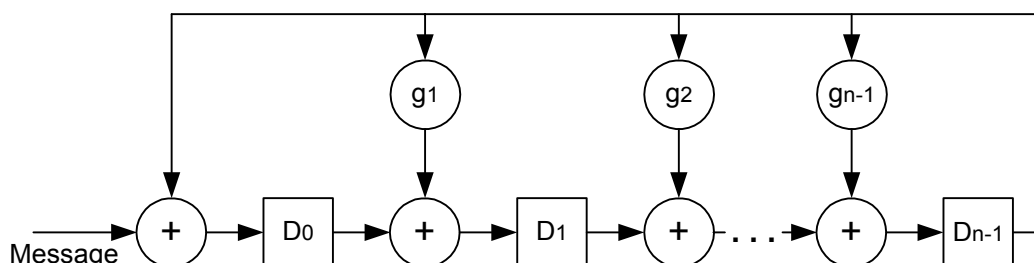 g1 g2 gn-1
+ D0 + D1 + ... + Dn-1
Message